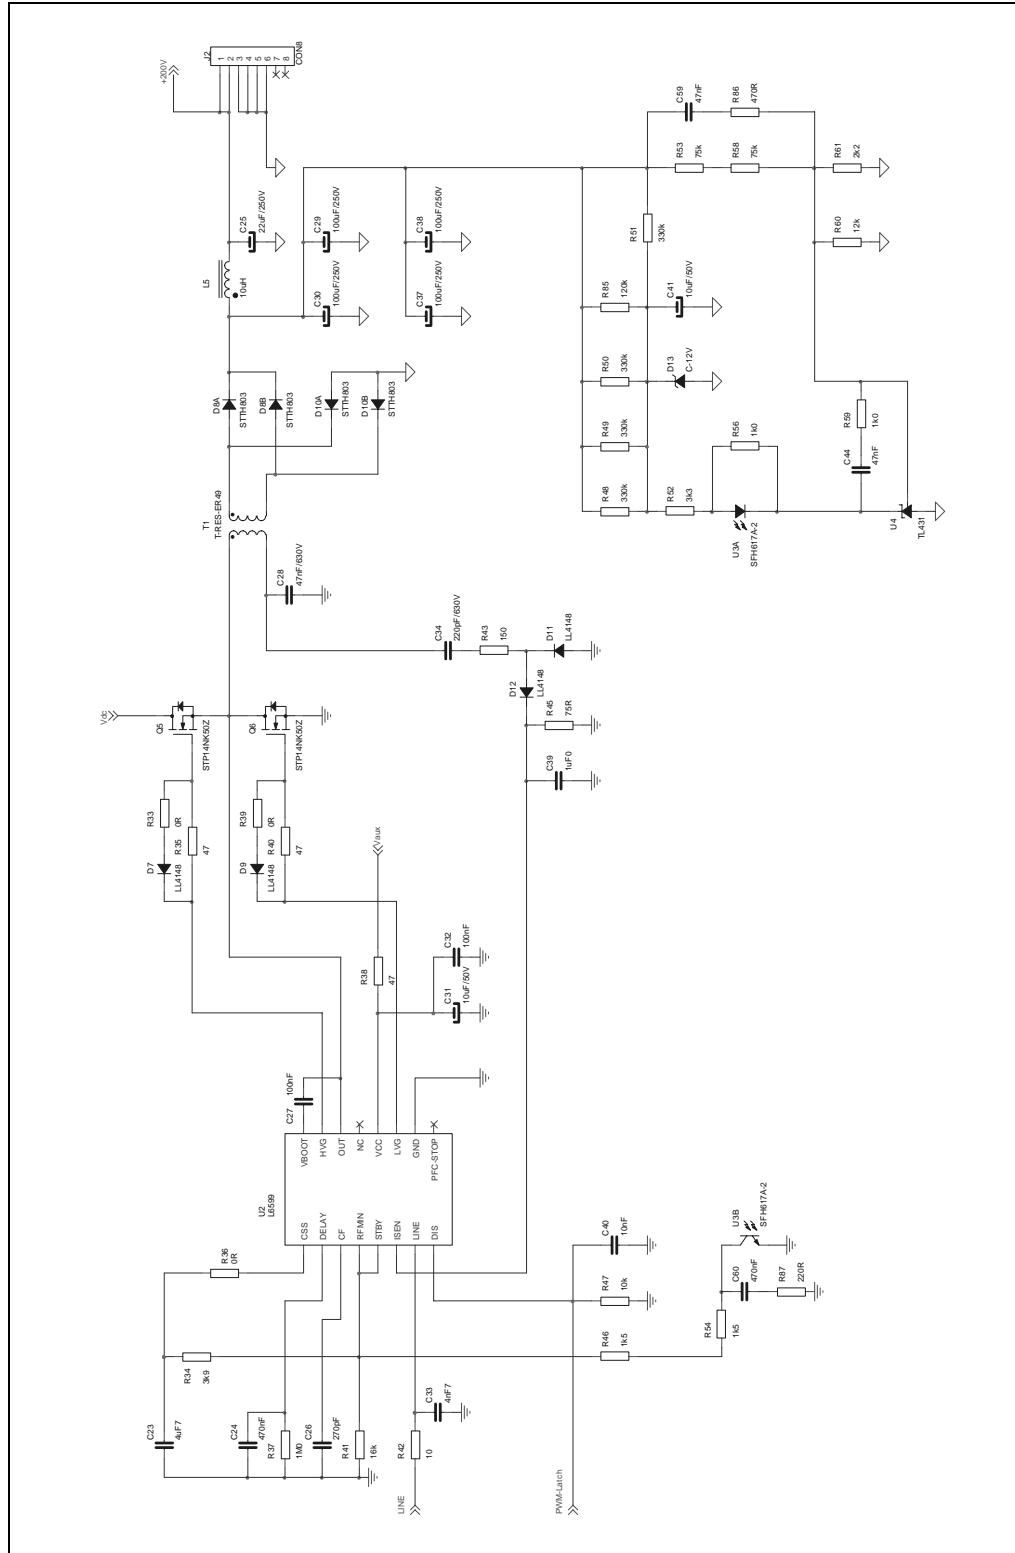 +200V
J2
1
2
3
4
5
6
7
8
CON8
C59
47nF
R86
470R
R53
75k
R58
75k
R61
2k2
C25
22uF/250V
C29
100uF/250V
C38
100uF/250V
R51
330k
R60
12k
L5
10uH
C30
100uF/250V
C37
100uF/250V
R85
120k
C41
10uF/50V
D8A
STTH803
D8B
STTH803
D10A
STTH803
D10B
STTH803
R50
330k
D13
C-12V
R49
330k
R56
1k0
R59
1k0
C44
47nF
T1
T-RES-ER49
R48
330k
R52
3k3
U3A
SFH617A-2
U4
TL431
C28
47nF/630V
C34
220pF/630V
R43
150
D11
LL4148
D12
LL4148
R45
75R
C39
1uF0
Vdc
Q5
STP14NK50Z
Q6
STP14NK50Z
R33
0R
R35
47
D7
LL4148
R39
0R
R40
47
D9
LL4148
Vaux
R38
47
C32
100nF
C31
10uF/50V
C27
100nF
U2
L6599
VBOOT
HVG
OUT
NC
VCC
LVG
GND
PFC-STOP
CSS
DELAY
CF
RFMIN
STBY
ISEN
LINE
DIS
R36
0R
C40
10nF
R47
10k
U3B
SFH617A-2
C60
470nF
R87
220R
R34
3k9
R46
1k5
R54
1k5
C23
4uF7
C24
470nF
R37
1M0
C26
270pF
R41
16k
C33
4nF7
R42
10
LINE
PWM-Latch